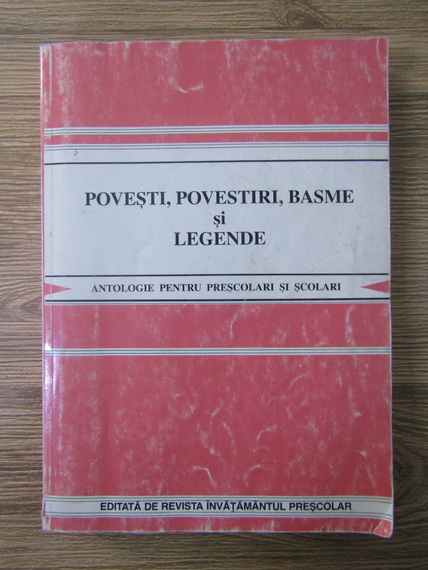 POVEȘTI, POVESTIRI, BASME
și
LEGENDE
ANTOLOGIE PENTRU PREȘCOLARI ȘI ȘCOLARI
EDITATĂ DE REVISTA ÎNVĂȚĂMÂNTUL PREȘCOLAR